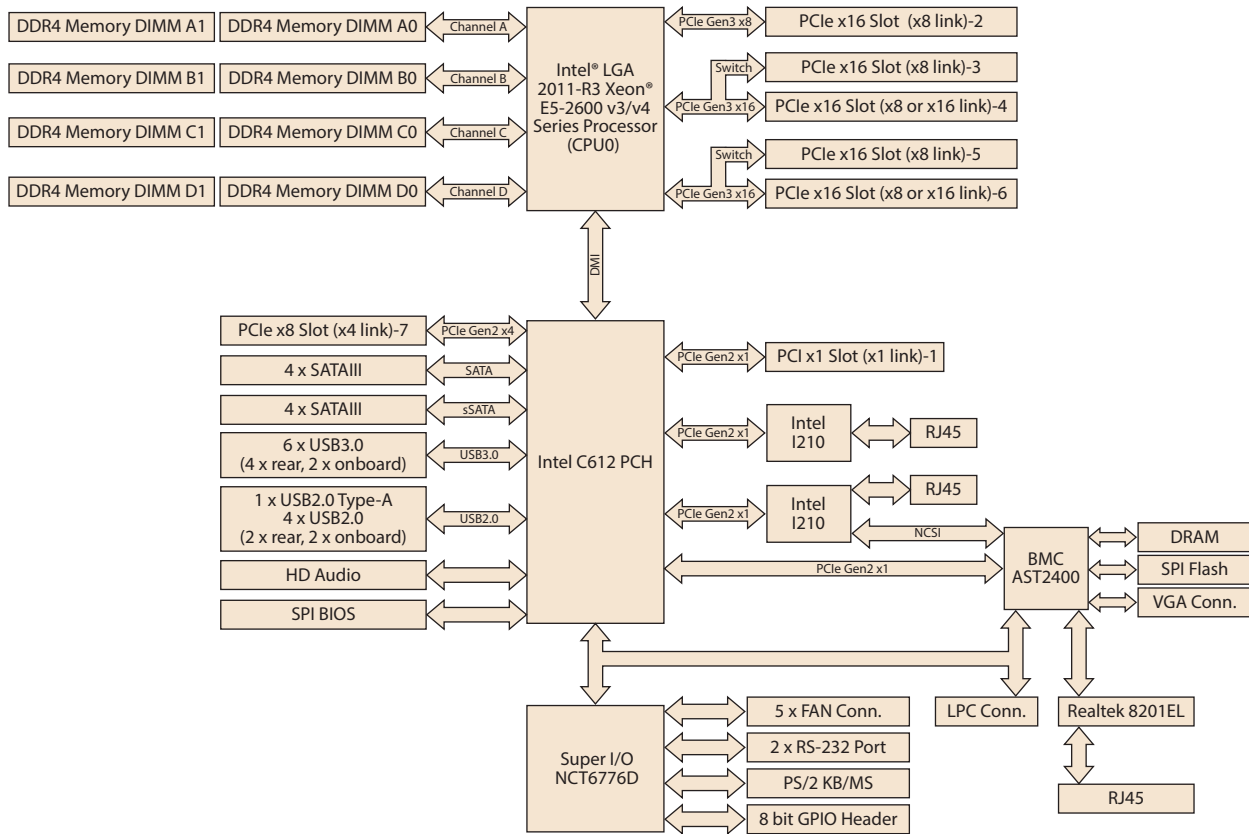 DDR4 Memory DIMM A1
DDR4 Memory DIMM A0
Channel A
DDR4 Memory DIMM B1
DDR4 Memory DIMM B0
Channel B
DDR4 Memory DIMM C1
DDR4 Memory DIMM C0
Channel C
DDR4 Memory DIMM D1
DDR4 Memory DIMM D0
Channel D
Intel® LGA
2011-R3 Xeon®
E5-2600 v3/v4
Series Processor
(CPU0)
PCIe Gen3 x8
PCIe x16 Slot (x8 link)-2
Switch
PCIe x16 Slot (x8 link)-3
PCIe Gen3 x16
PCIe x16 Slot (x8 or x16 link)-4
Switch
PCIe x16 Slot (x8 link)-5
PCIe Gen3 x16
PCIe x16 Slot (x8 or x16 link)-6
DMI
PCIe x8 Slot (x4 link)-7
PCIe Gen2 x4
4 x SATAIII
SATA
4 x SATAIII
sSATA
6 x USB3.0
(4 x rear, 2 x onboard)
USB3.0
1 x USB2.0 Type-A
4 x USB2.0
(2 x rear, 2 x onboard)
USB2.0
HD Audio
SPI BIOS
Intel C612 PCH
PCIe Gen2 x1
PCI x1 Slot (x1 link)-1
PCIe Gen2 x1
Intel
I210
RJ45
PCIe Gen2 x1
Intel
I210
RJ45
NCSI
PCIe Gen2 x1
BMC
AST2400
DRAM
SPI Flash
VGA Conn.
Super I/O
NCT6776D
5 x FAN Conn.
2 x RS-232 Port
PS/2 KB/MS
8 bit GPIO Header
LPC Conn.
Realtek 8201EL
RJ45